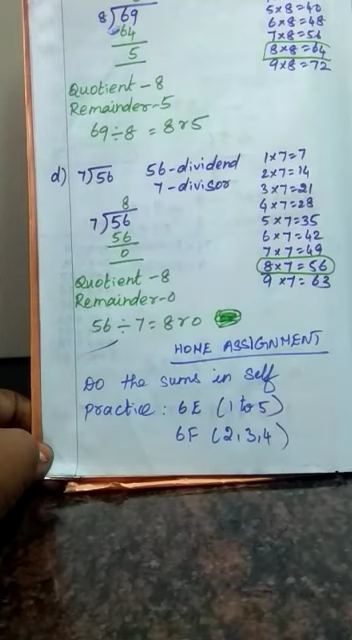 8)69
64
5
5×8=40
6×8=48
7×8=56
8×8=64
9×8=72
Quotient-8
Remainder-5
69÷8=8r5
d) 7)56 56-dividend
7-divisor
8
7)56
56
0
1×7=7
2×7=14
3×7=21
4×7=28
5×7=35
6×7=42
7×7=49
8×7=56
9×7=63
Quotient-8
Remainder-0
56÷7=8r0
HOME ASSIGNMENT
Do the sums in self
practice: 6E (1 to 5)
6F (2,3,4)